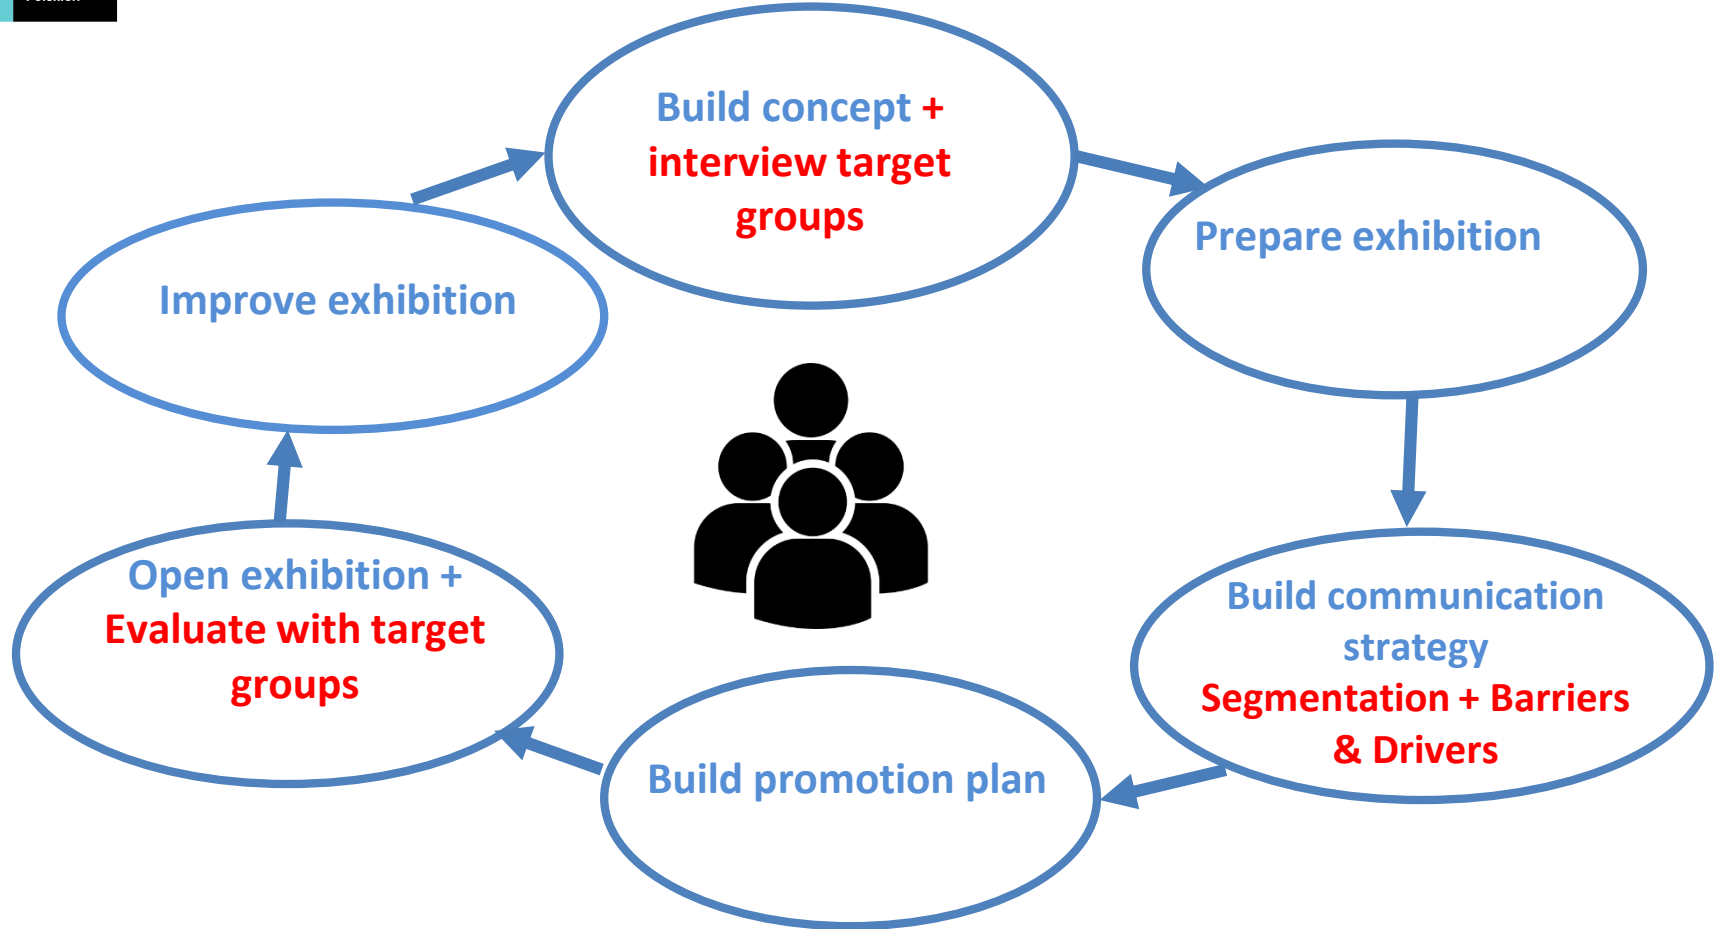 Build concept +
interview target
groups
Prepare exhibition
Improve exhibition
Open exhibition +
Evaluate with target
groups
Build communication
strategy
Segmentation + Barriers
& Drivers
Build promotion plan